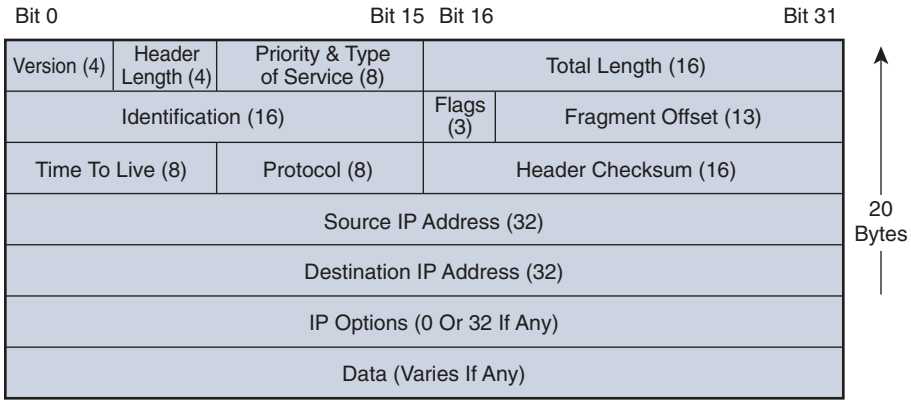 Bit 0 Bit 15 Bit 16 Bit 31
Version (4) Header Length (4) Priority & Type of Service (8) Total Length (16)
Identification (16) Flags (3) Fragment Offset (13)
Time To Live (8) Protocol (8) Header Checksum (16)
Source IP Address (32)
20 Bytes
Destination IP Address (32)
IP Options (0 Or 32 If Any)
Data (Varies If Any)